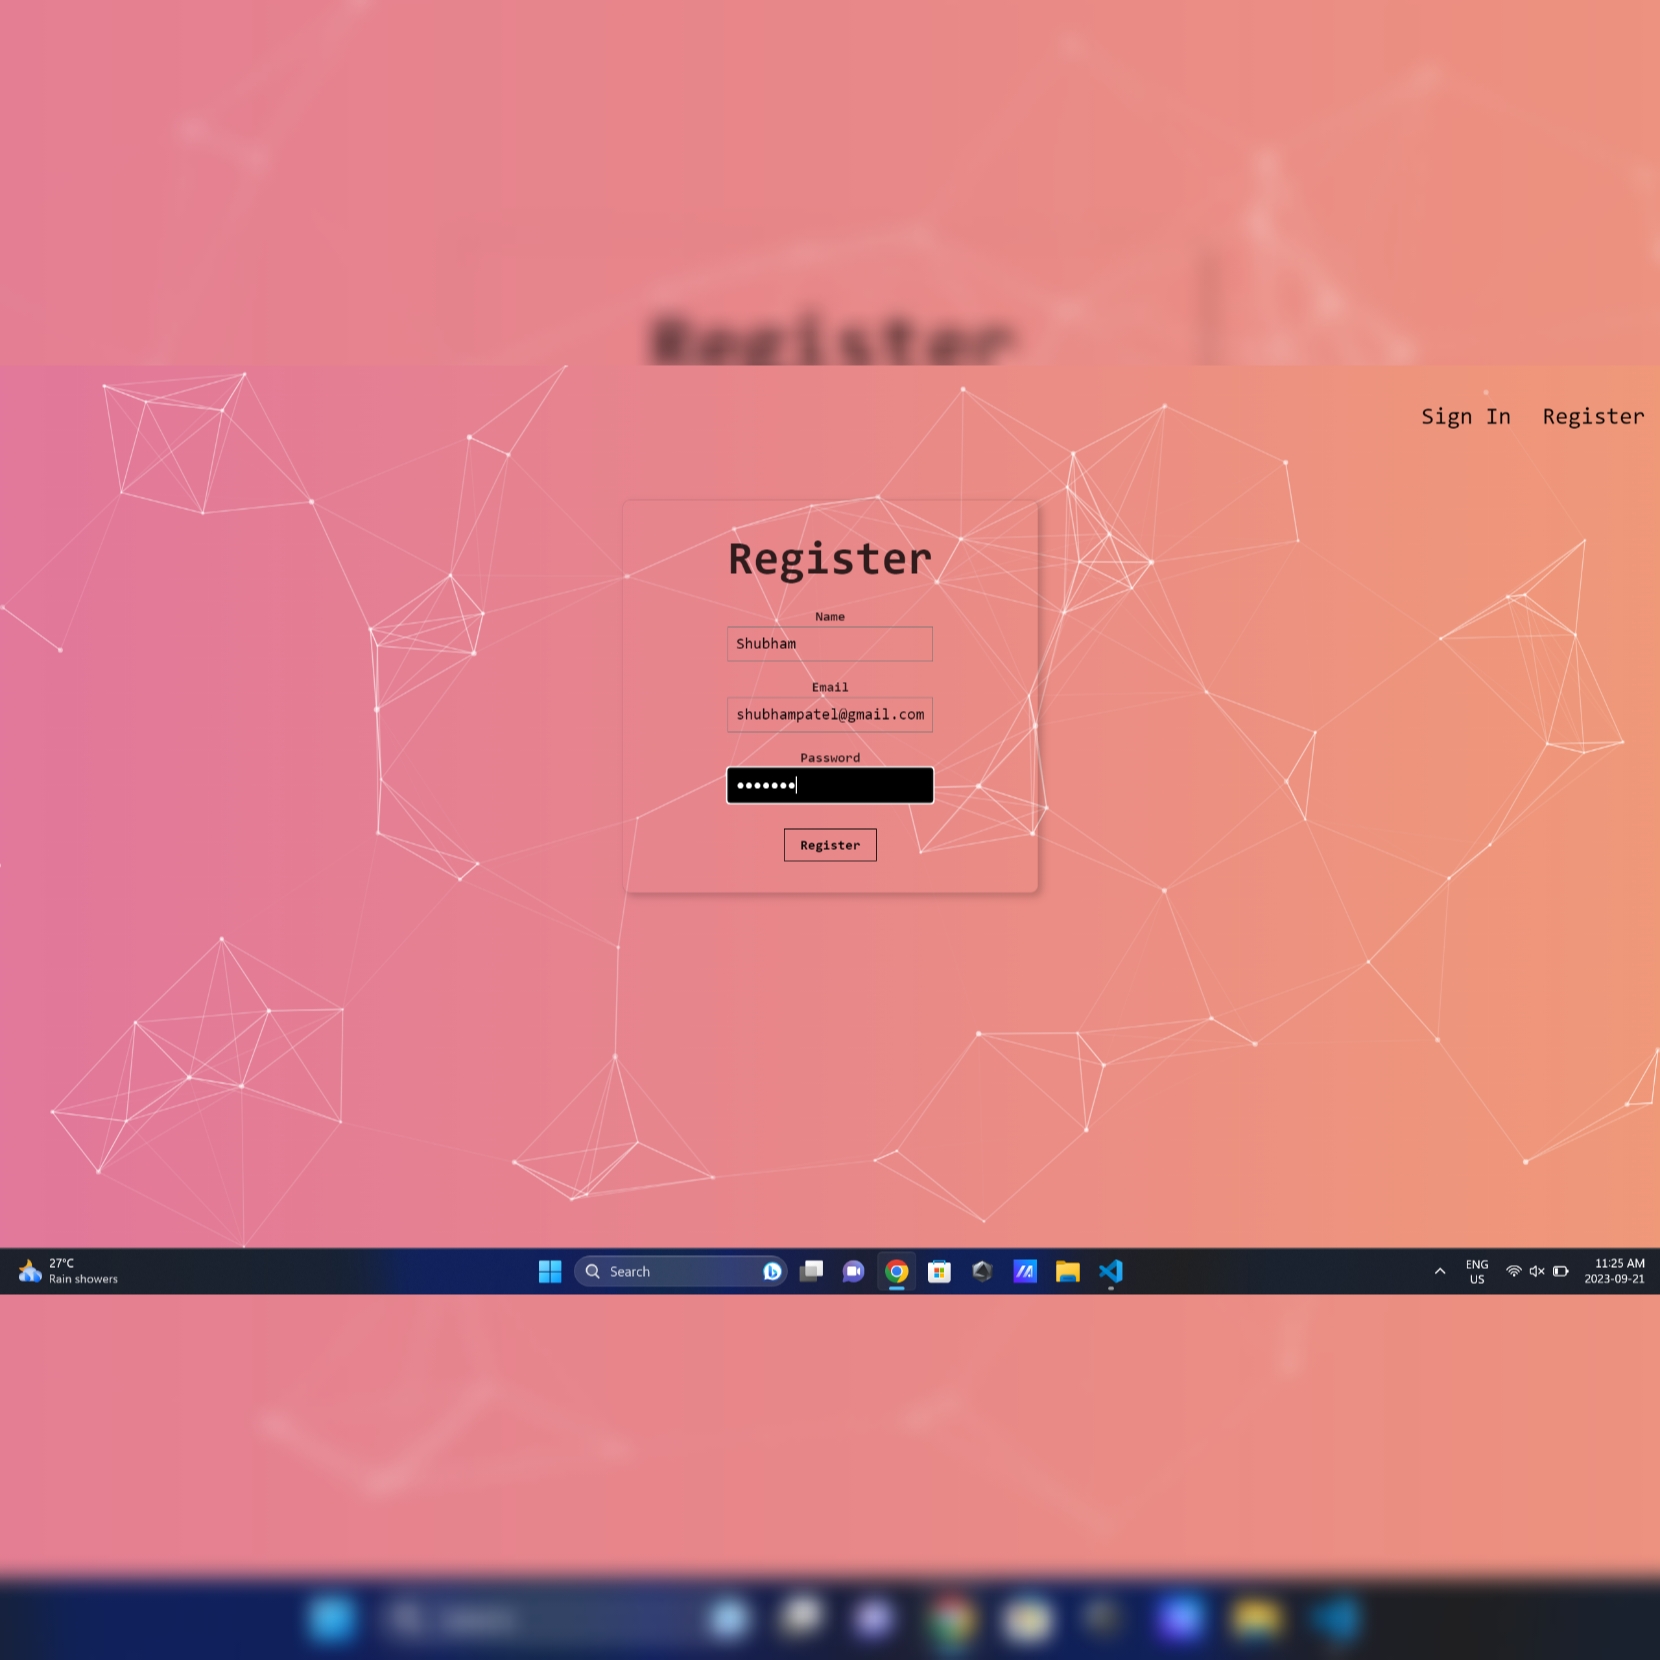 Register
Sign In Register
Register
Name
Shubham
Email
shubhampatel@gmail.com
Password
•••••••
Register
27°C
Rain showers
Search
ENG
US
11:25 AM
2023-09-21